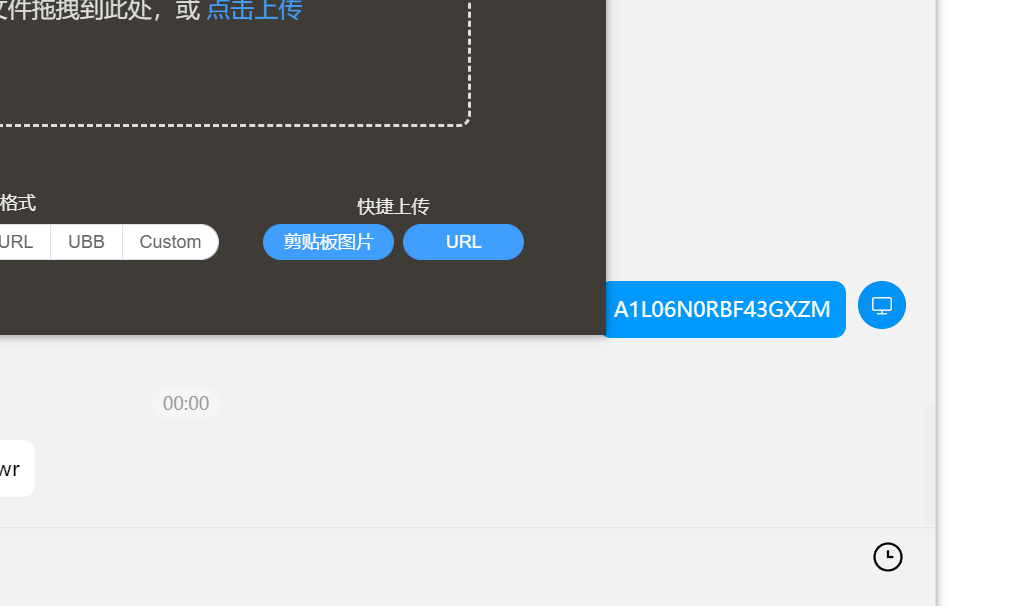 文件拖拽到此处，或 点击上传
格式
快捷上传
URL
UBB
Custom
剪贴板图片
URL
A1L06N0RBF43GXZM
00:00
wr